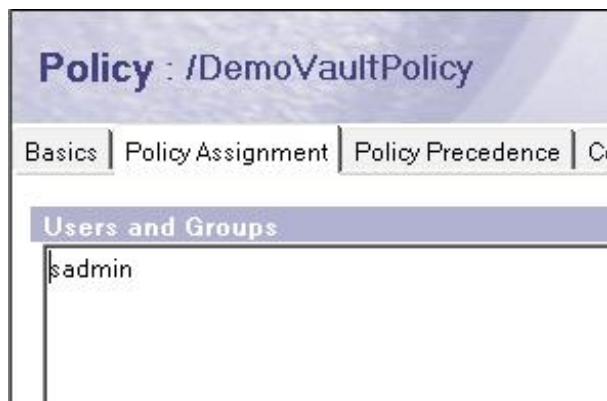 Policy : /DemoVaultPolicy
Basics Policy Assignment Policy Precedence
Users and Groups
sadmin